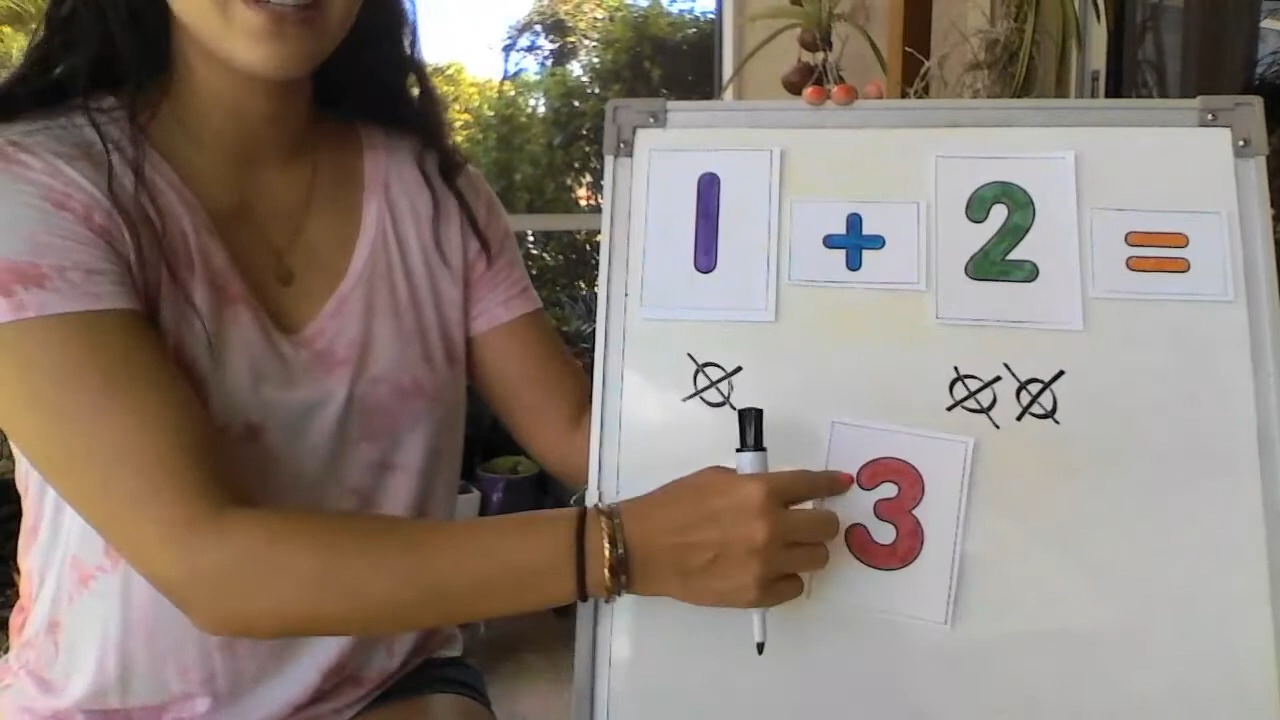 1 + 2 =
3